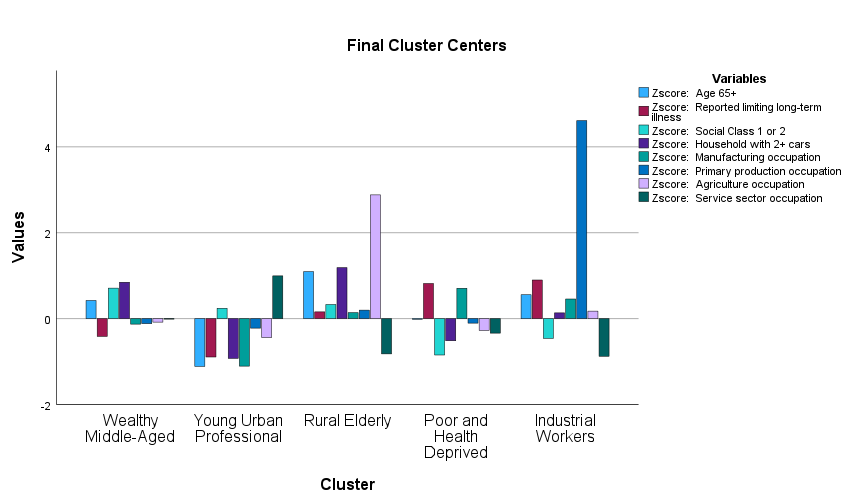 Final Cluster Centers
Variables
Zscore: Age 65+
Zscore: Reported limiting long-term
illness
Zscore: Social Class 1 or 2
Zscore: Household with 2+ cars
Zscore: Manufacturing occupation
Zscore: Primary production occupation
Zscore: Agriculture occupation
Zscore: Service sector occupation
Values
4
2
0
-2
Wealthy
Middle-Aged
Young Urban
Professional
Rural Elderly
Poor and
Health
Deprived
Industrial
Workers
Cluster